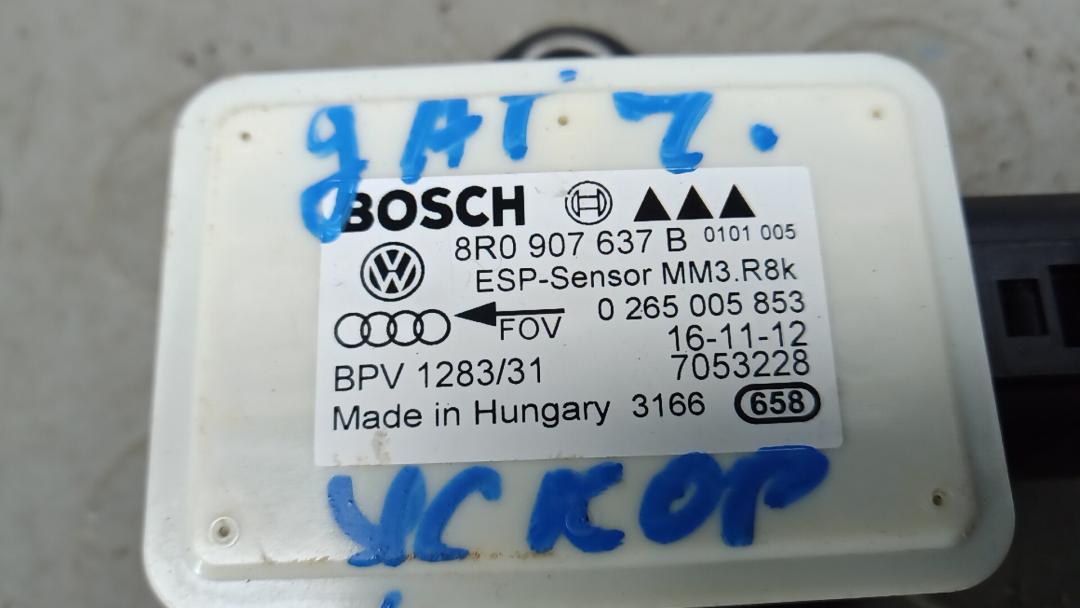 дАТч.
BOSCH
8R0 907 637 B 0101 005
ESP-Sensor MM3.R8k
0 265 005 853
FOV
16-11-12
BPV 1283/31 7053228
Made in Hungary 3166 658
УСКОР